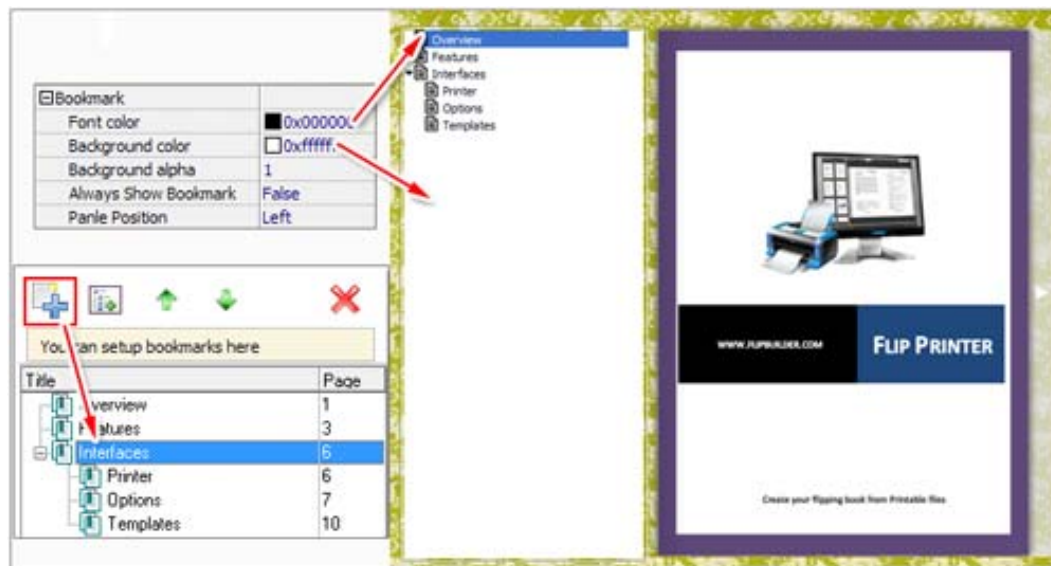 Bookmark
Font color 0x000000
Background color 0xfffff.
Background alpha 1
Always Show Bookmark False
Panle Position Left
You can setup bookmarks here
Title Page
Overview 1
Features 3
Interfaces 6
Printer 6
Options 7
Templates 10
Overview
Features
Interfaces
Printer
Options
Templates
WWW.FLIPBUILDER.COM
FLIP PRINTER
Create your flipping book from Printable files